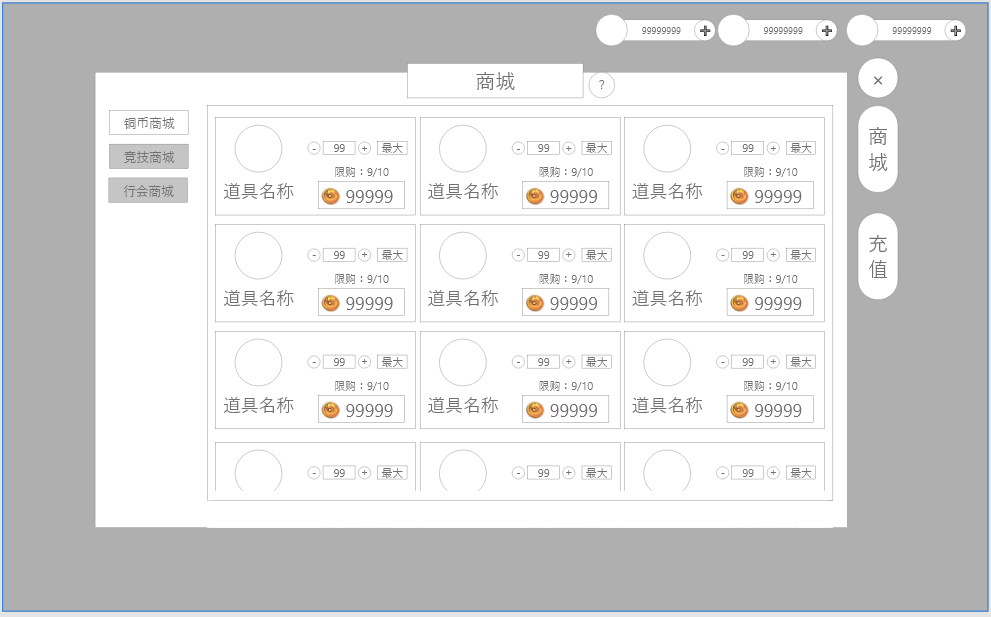 99999999 99999999 99999999
商城 ?
×
铜币商城
竞技商城
行会商城
商城
充值
- 99 + 最大 - 99 + 最大 - 99 + 最大
限购：9/10 限购：9/10 限购：9/10
道具名称 99999 道具名称 99999 道具名称 99999
- 99 + 最大 - 99 + 最大 - 99 + 最大
限购：9/10 限购：9/10 限购：9/10
道具名称 99999 道具名称 99999 道具名称 99999
- 99 + 最大 - 99 + 最大 - 99 + 最大
限购：9/10 限购：9/10 限购：9/10
道具名称 99999 道具名称 99999 道具名称 99999
- 99 + 最大 - 99 + 最大 - 99 + 最大